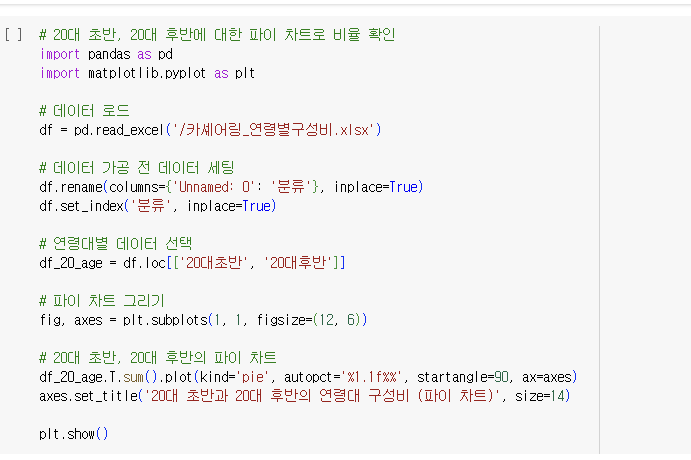 [ ] # 20대 초반, 20대 후반에 대한 파이 차트로 비율 확인
import pandas as pd
import matplotlib.pyplot as plt
# 데이터 로드
df = pd.read_excel('/카셰어링_연령별구성비.xlsx')
# 데이터 가공 전 데이터 세팅
df.rename(columns={'Unnamed: 0': '분류'}, inplace=True)
df.set_index('분류', inplace=True)
# 연령대별 데이터 선택
df_20_age = df.loc[['20대초반', '20대후반']]
# 파이 차트 그리기
fig, axes = plt.subplots(1, 1, figsize=(12, 6))
# 20대 초반, 20대 후반의 파이 차트
df_20_age.T.sum().plot(kind='pie', autopct='%1.1f%%', startangle=90, ax=axes)
axes.set_title('20대 초반과 20대 후반의 연령대 구성비 (파이 차트)', size=14)
plt.show()